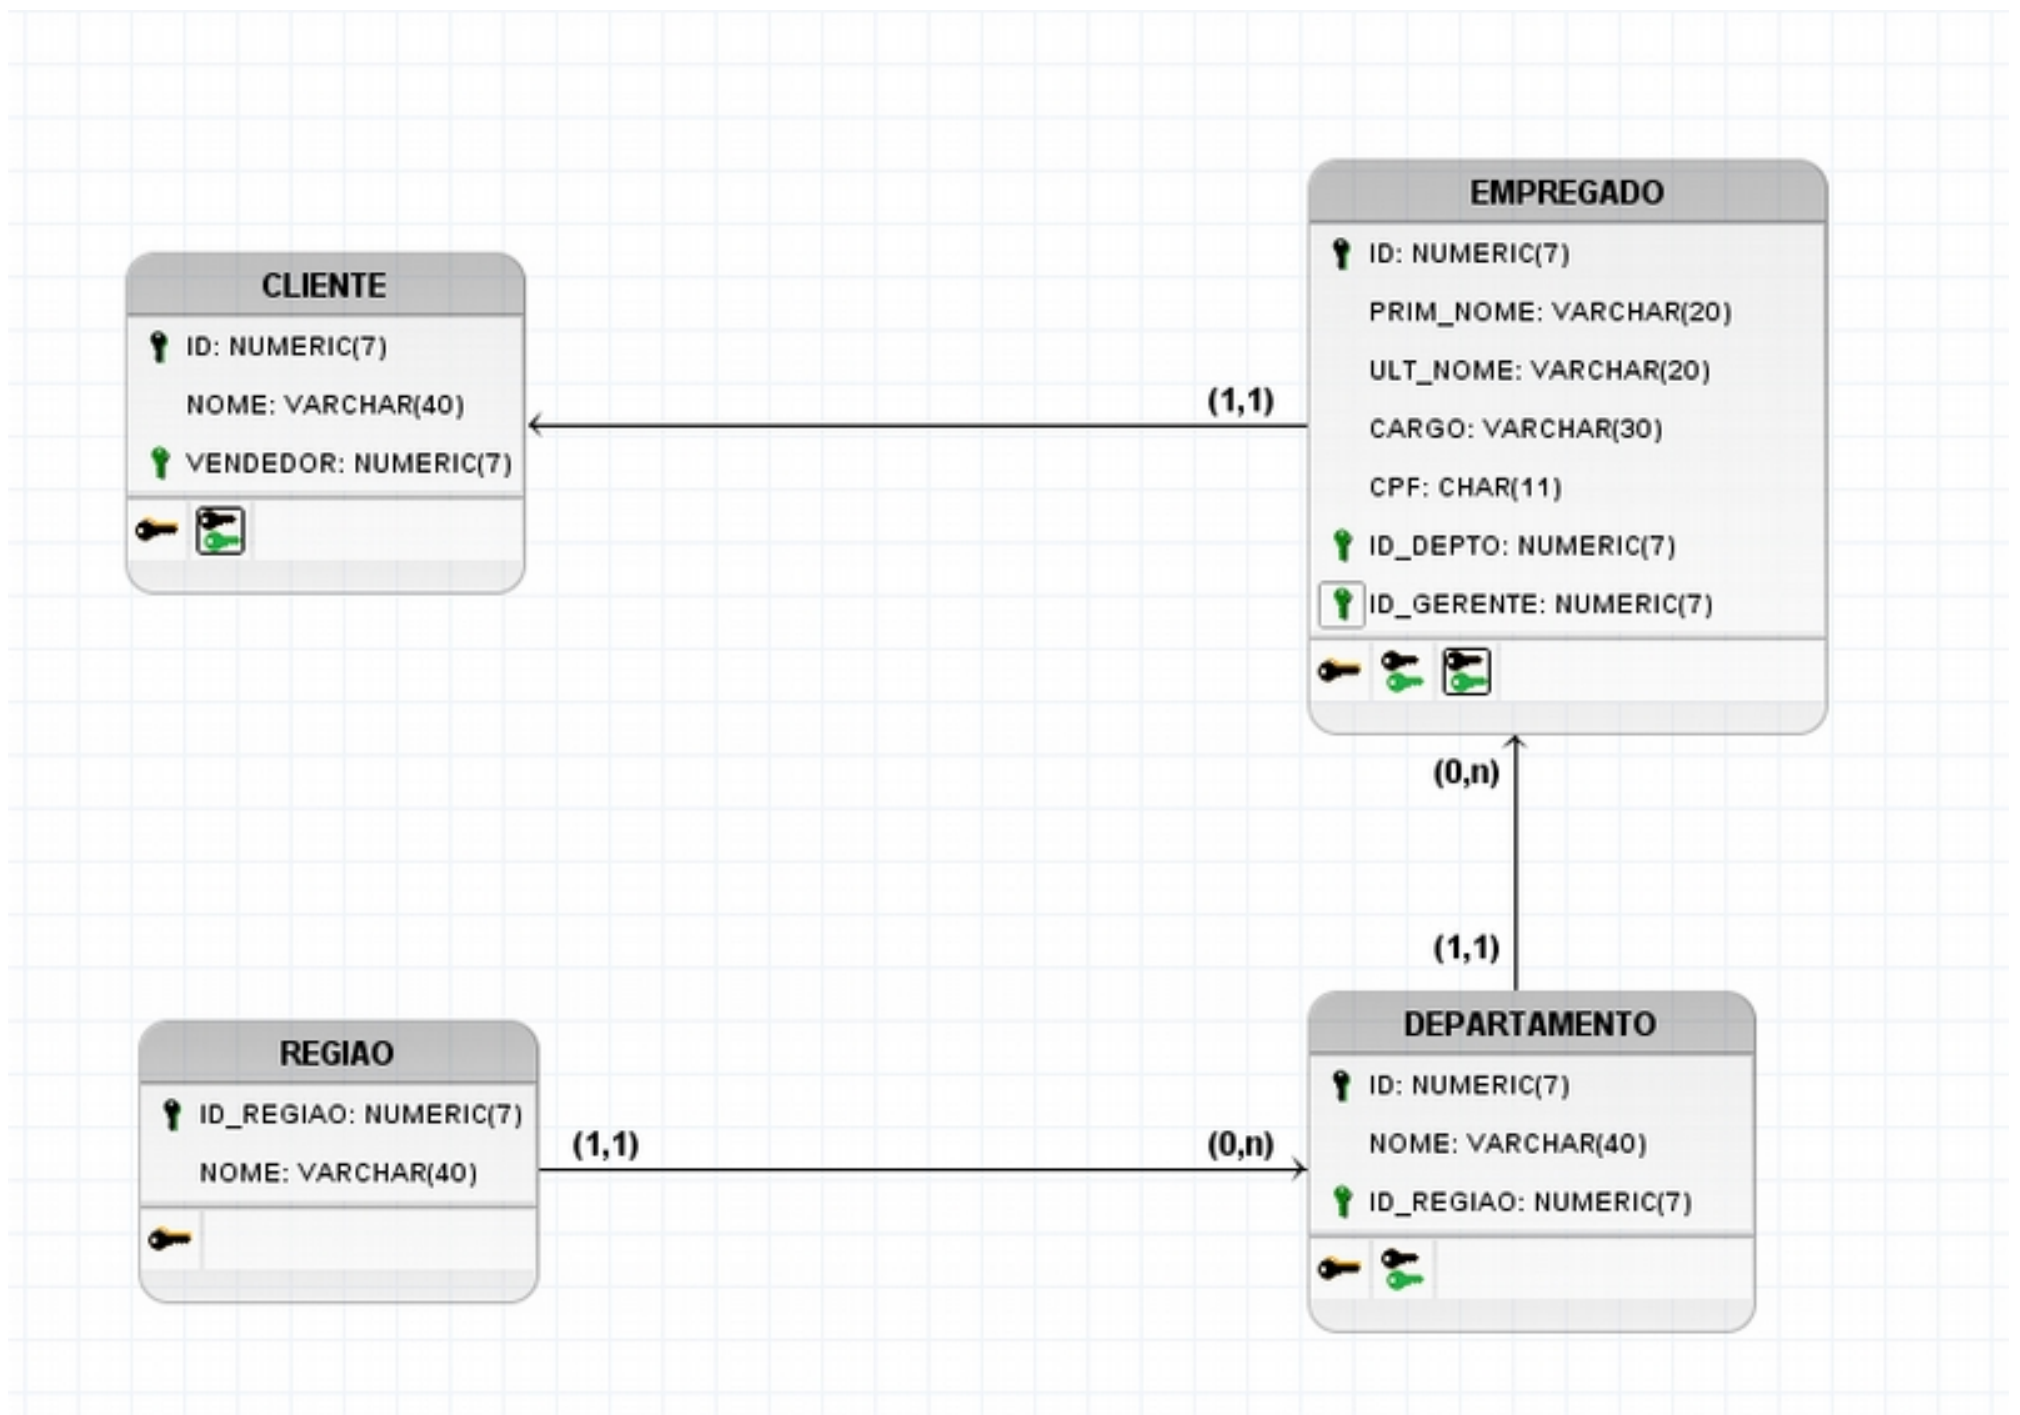 CLIENTE
ID: NUMERIC(7)
NOME: VARCHAR(40)
VENDEDOR: NUMERIC(7)
(1,1)
EMPREGADO
ID: NUMERIC(7)
PRIM_NOME: VARCHAR(20)
ULT_NOME: VARCHAR(20)
CARGO: VARCHAR(30)
CPF: CHAR(11)
ID_DEPTO: NUMERIC(7)
ID_GERENTE: NUMERIC(7)
(0,n)
(1,1)
REGIAO
ID_REGIAO: NUMERIC(7)
NOME: VARCHAR(40)
(1,1)
(0,n)
DEPARTAMENTO
ID: NUMERIC(7)
NOME: VARCHAR(40)
ID_REGIAO: NUMERIC(7)